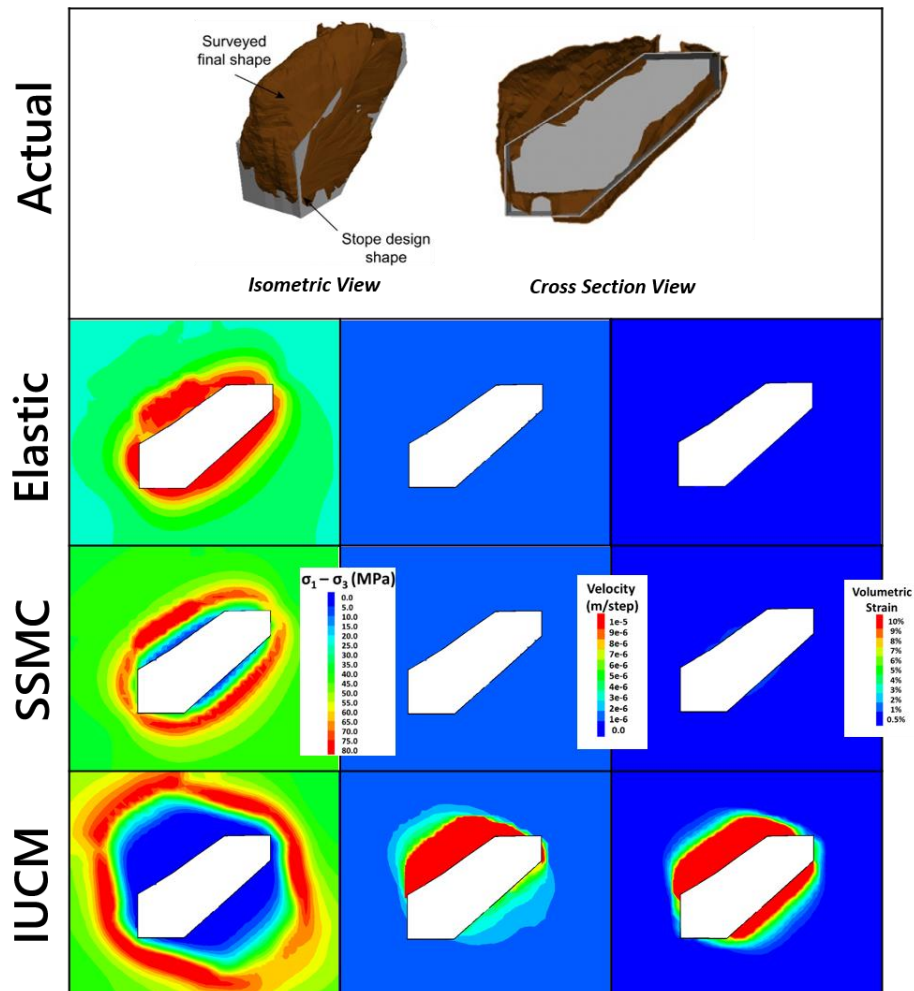 Actual
Surveyed
final shape
Stope design
shape
Isometric View
Cross Section View
Elastic
SSMC
σ₁ – σ₃ (MPa)
0.0
5.0
10.0
15.0
20.0
25.0
30.0
35.0
40.0
45.0
50.0
55.0
60.0
65.0
70.0
75.0
80.0
Velocity
(m/step)
1e-5
9e-6
8e-6
7e-6
6e-6
5e-6
4e-6
3e-6
2e-6
1e-6
0.0
Volumetric
Strain
10%
9%
8%
7%
6%
5%
4%
3%
2%
1%
0.5%
IUCM